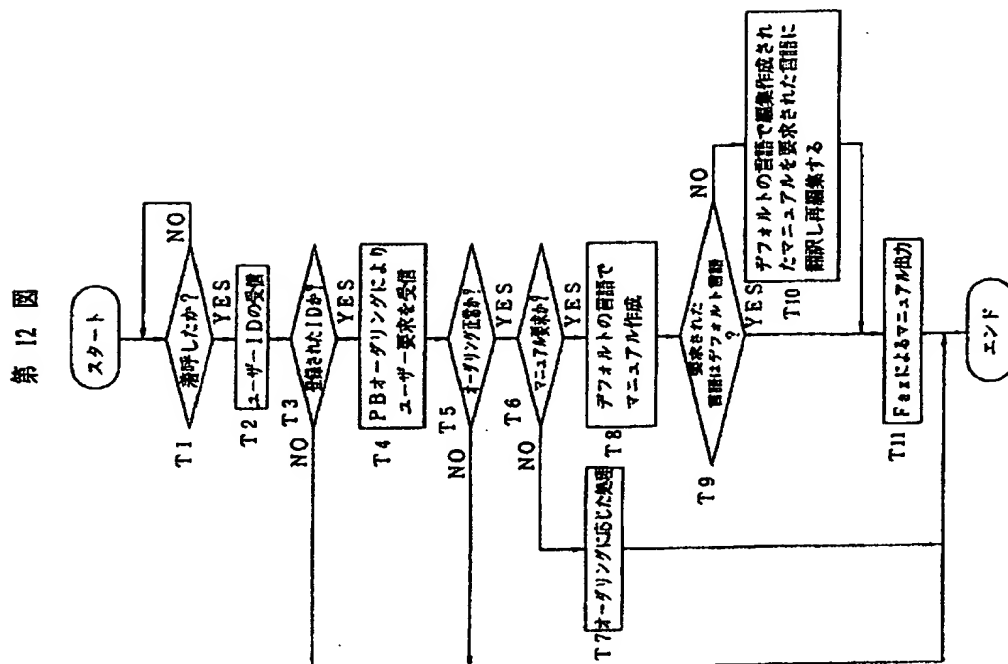 第 12 図
スタート
T1
着呼したか?
NO
YES
T2
ユーザーIDの受信
T3
登録されたIDか?
NO
YES
T4
PBオーダリングにより
ユーザー要求を受信
T5
オーダリング正常か?
NO
YES
T6
マニュアル要求か?
NO
YES
T7
オーダリングに応じた処理
T8
デフォルトの言語で
マニュアル作成
T9
要求された
言語はデフォルト言語
?
NO
YES
T10
デフォルトの言語で編集作成され
たマニュアルを要求された言語に
翻訳し再編集する
T11
Faxによるマニュアル出力
エンド